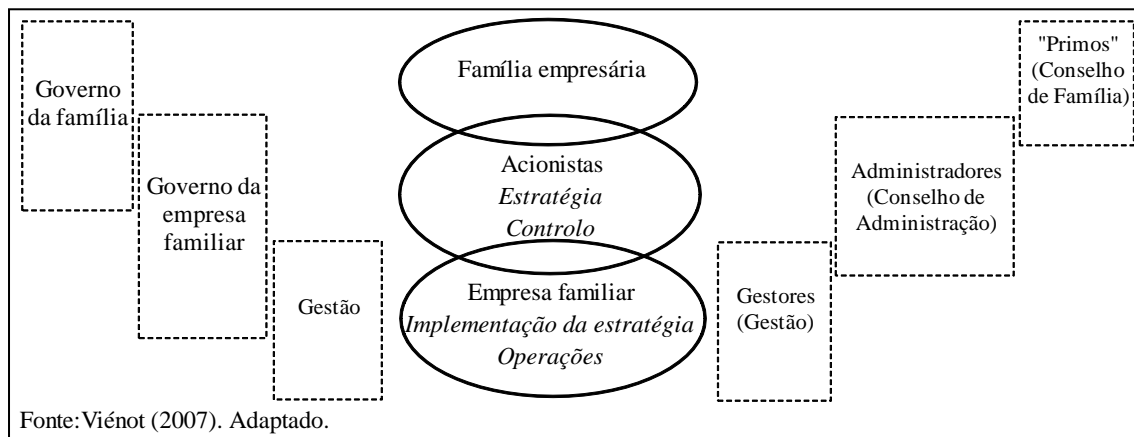 Governo
da família
Governo da
empresa
familiar
Gestão
Família empresária
Acionistas
Estratégia
Controlo
Empresa familiar
Implementação da estratégia
Operações
Gestores
(Gestão)
Administradores
(Conselho de
Administração)
"Primos"
(Conselho
de Família)
Fonte:Viénot (2007). Adaptado.